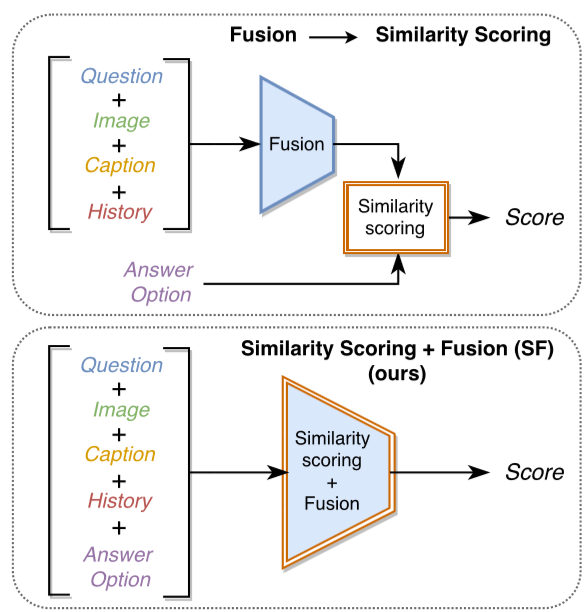 Fusion → Similarity Scoring
Question
+
Image
+
Caption
+
History
Fusion
Similarity
scoring
Score
Answer
Option
Similarity Scoring + Fusion (SF)
(ours)
Question
+
Image
+
Caption
+
History
+
Answer
Option
Similarity
scoring
+
Fusion
Score